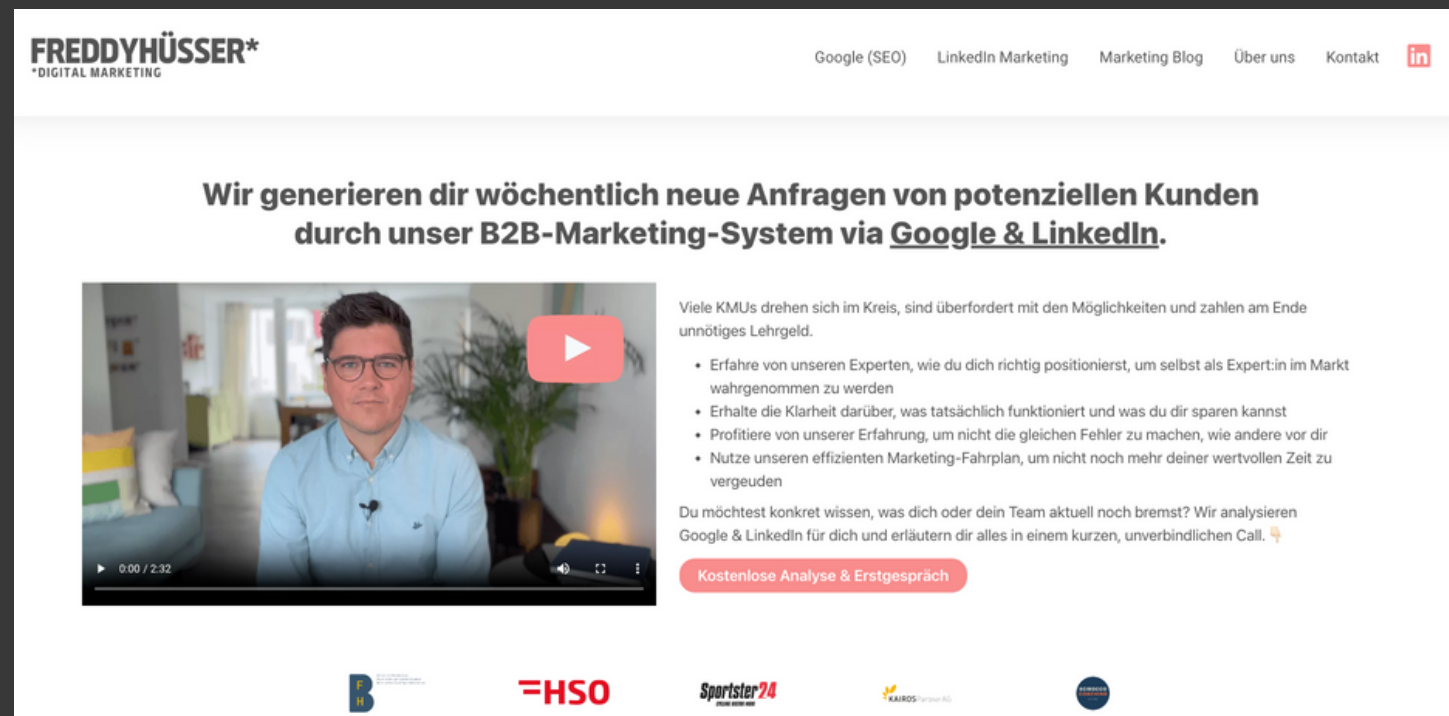 FREDDYHÜSSER*
*DIGITAL MARKETING
Google (SEO) LinkedIn Marketing Marketing Blog Über uns Kontakt in
Wir generieren dir wöchentlich neue Anfragen von potenziellen Kunden
durch unser B2B-Marketing-System via Google & LinkedIn.
Viele KMUs drehen sich im Kreis, sind überfordert mit den Möglichkeiten und zahlen am Ende
unnötiges Lehrgeld.
• Erfahre von unseren Experten, wie du dich richtig positionierst, um selbst als Expert:in im Markt
wahrgenommen zu werden
• Erhalte die Klarheit darüber, was tatsächlich funktioniert und was du dir sparen kannst
• Profitiere von unserer Erfahrung, um nicht die gleichen Fehler zu machen, wie andere vor dir
• Nutze unseren effizienten Marketing-Fahrplan, um nicht noch mehr deiner wertvollen Zeit zu
vergeuden
Du möchtest konkret wissen, was dich oder dein Team aktuell noch bremst? Wir analysieren
Google & LinkedIn für dich und erläutern dir alles in einem kurzen, unverbindlichen Call. 👇🏻
0:00 / 2:32
Kostenlose Analyse & Erstgespräch
B F H
HSO
Sportster24
KAIROS Partner AG
SCIROCCO